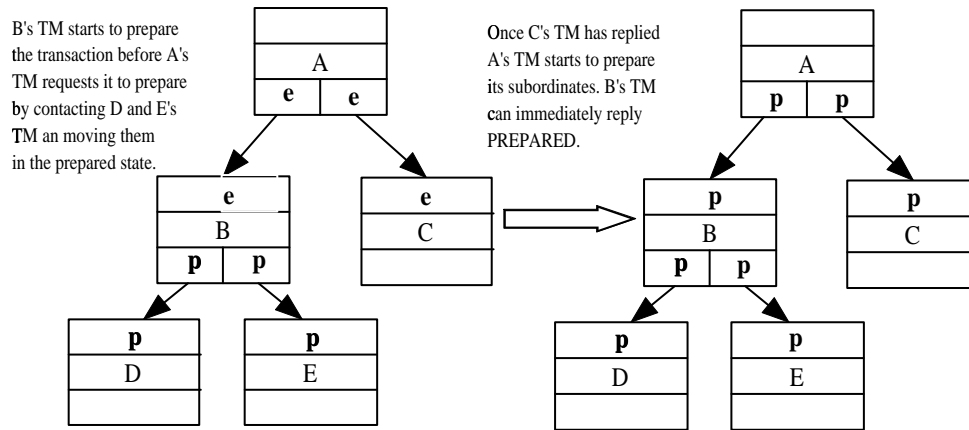 B's TM starts to prepare
the transaction before A's
TM requests it to prepare
by contacting D and E's
TM an moving them
in the prepared state.
A
e e
e
B
p p
e
C
p
D
p
E
Once C's TM has replied
A's TM starts to prepare
its subordinates. B's TM
can immediately reply
PREPARED.
A
p p
p
B
p p
p
C
p
D
p
E